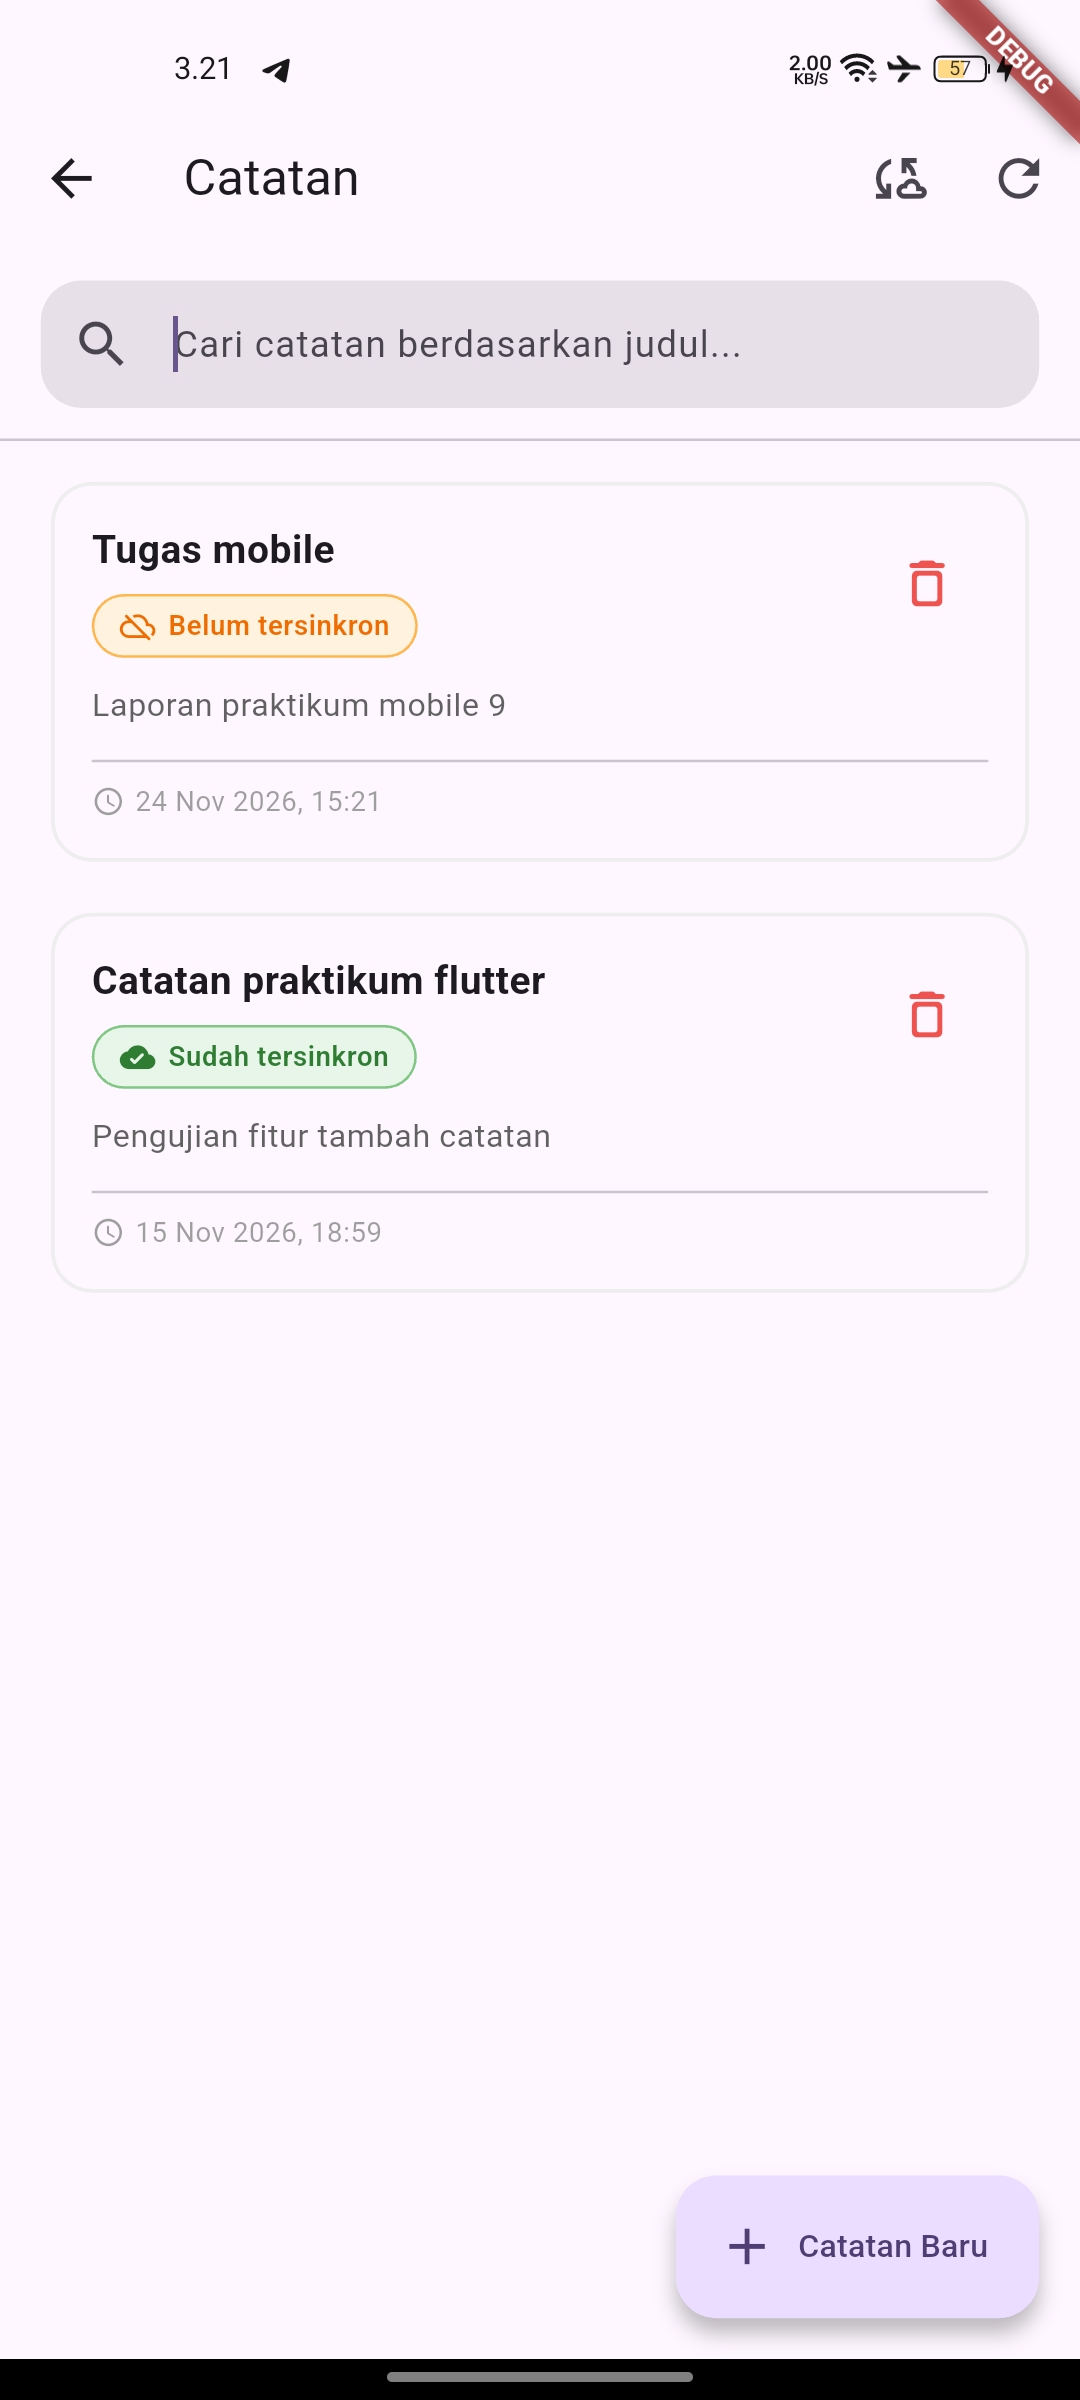 3.21
2.00
KB/S
57
DEBUG
Catatan
Cari catatan berdasarkan judul...
Tugas mobile
Belum tersinkron
Laporan praktikum mobile 9
24 Nov 2026, 15:21
Catatan praktikum flutter
Sudah tersinkron
Pengujian fitur tambah catatan
15 Nov 2026, 18:59
Catatan Baru